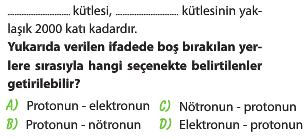 ........................ kütlesi, ........................ kütlesinin yak-
laşık 2000 katı kadardır.
Yukarıda verilen ifadede boş bırakılan yer-
lere sırasıyla hangi seçenekte belirtilenler
getirilebilir?
A) Protonun - elektronun C) Nötronun - protonun
B) Protonun - nötronun D) Elektronun - protonun